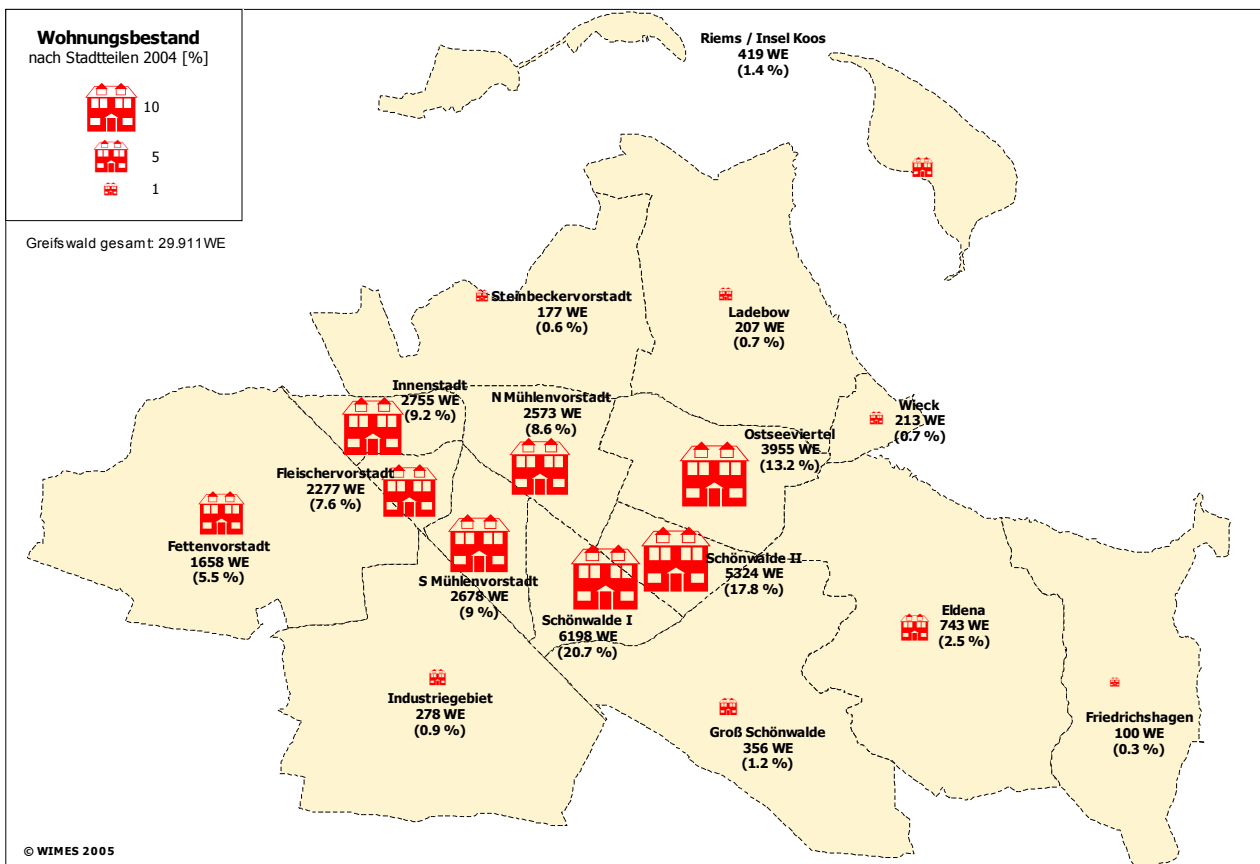 Wohnungsbestand
nach Stadtteilen 2004 [%]
10
5
1
Greifswald gesamt: 29.911WE
Riems / Insel Koos
419 WE
(1.4 %)
Steinbeckervorstadt
177 WE
(0.6 %)
Ladebow
207 WE
(0.7 %)
Innenstadt
2755 WE
(9.2 %)
N Mühlenvorstadt
2573 WE
(8.6 %)
Wieck
213 WE
(0.7 %)
Ostseeviertel
3955 WE
(13.2 %)
Fleischervorstadt
2277 WE
(7.6 %)
Fettenvorstadt
1658 WE
(5.5 %)
S Mühlenvorstadt
2678 WE
(9 %)
Schönwalde II
5324 WE
(17.8 %)
Schönwalde I
6198 WE
(20.7 %)
Eldena
743 WE
(2.5 %)
Industriegebiet
278 WE
(0.9 %)
Groß Schönwalde
356 WE
(1.2 %)
Friedrichshagen
100 WE
(0.3 %)
© WIMES 2005